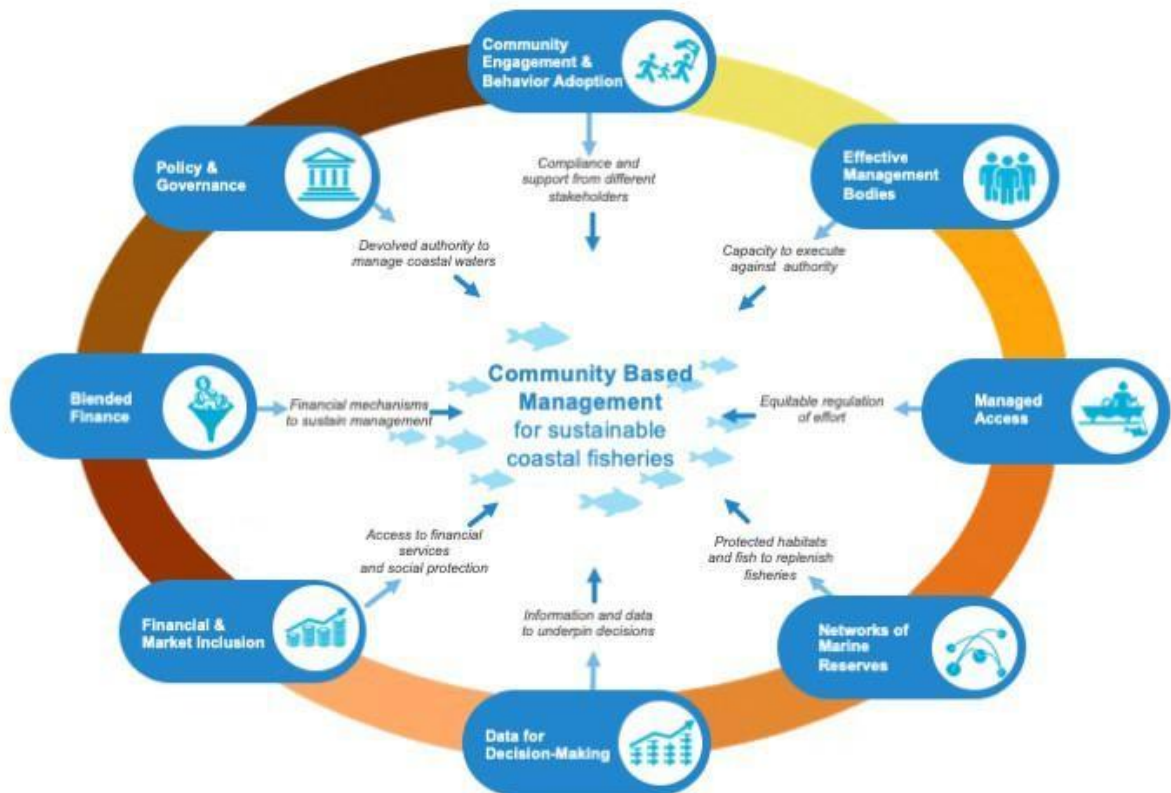 Community
Engagement &
Behavior Adoption
Compliance and
support from different
stakeholders
Effective
Management
Bodies
Capacity to execute
against authority
Managed
Access
Equitable regulation
of effort
Networks of
Marine
Reserves
Protected habitats
and fish to replenish
fisheries
Data for
Decision-Making
Information and data
to underpin decisions
Financial &
Market Inclusion
Access to financial
services
and social protection
Blended
Finance
Financial mechanisms
to sustain management
Policy &
Governance
Devolved authority to
manage coastal waters
Community Based
Management
for sustainable
coastal fisheries